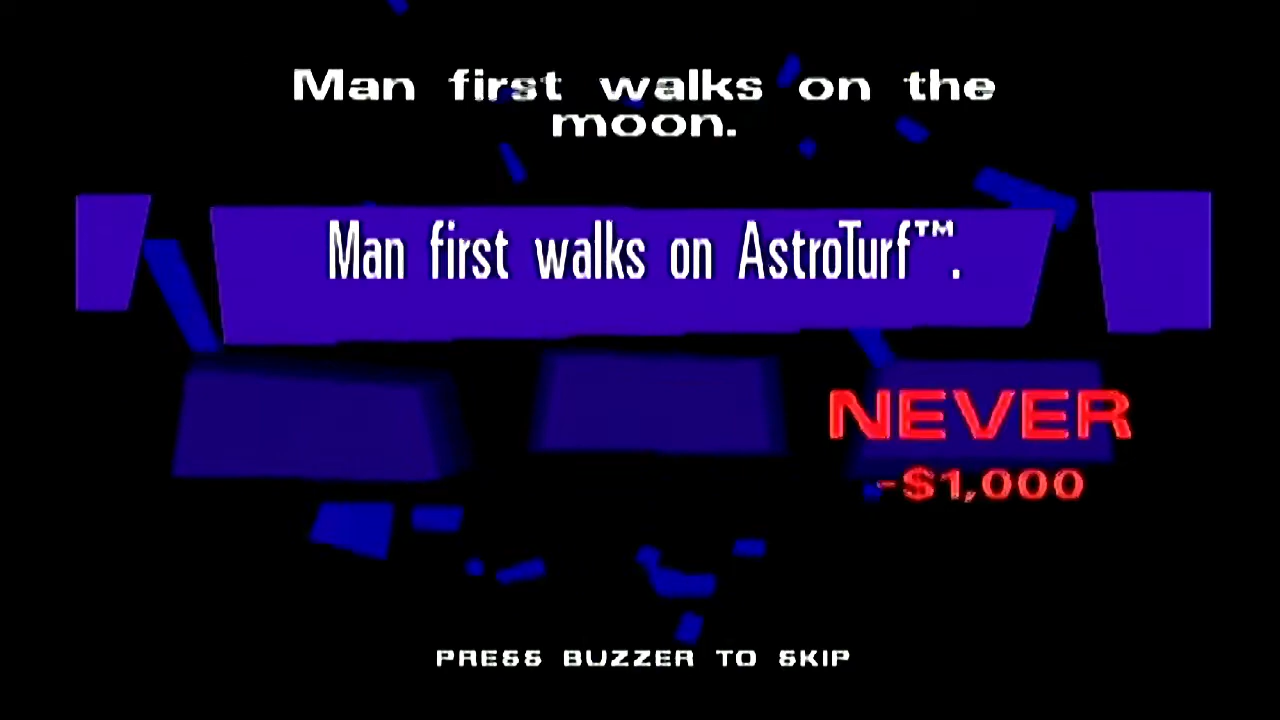 Man first walks on the
moon.
Man first walks on AstroTurf™.
NEVER
-$1,000
PRESS BUZZER TO SKIP